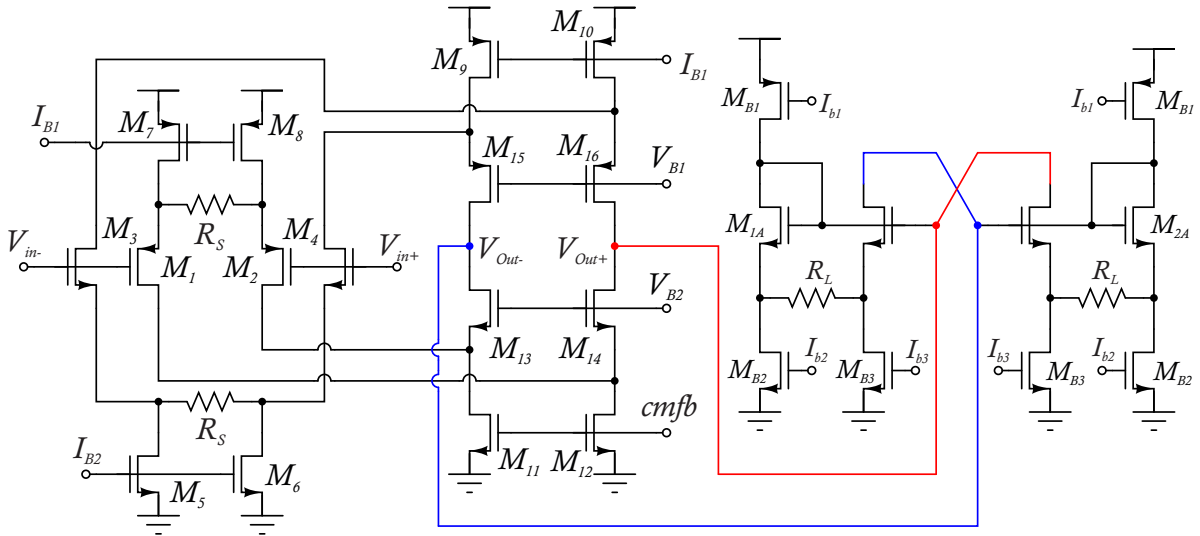 M10
M9
IB1
MB1
Ib1
Ib1
MB1
IB1
M7
M8
M15
M16
VB1
RS
M3
M4
M1A
M2A
Vin-
M1
M2
Vin+
VOut-
VOut+
RL
RL
VB2
M13
M14
Ib2
Ib3
Ib3
Ib2
MB2
MB3
MB3
MB2
RS
cmfb
IB2
M5
M6
M11
M12